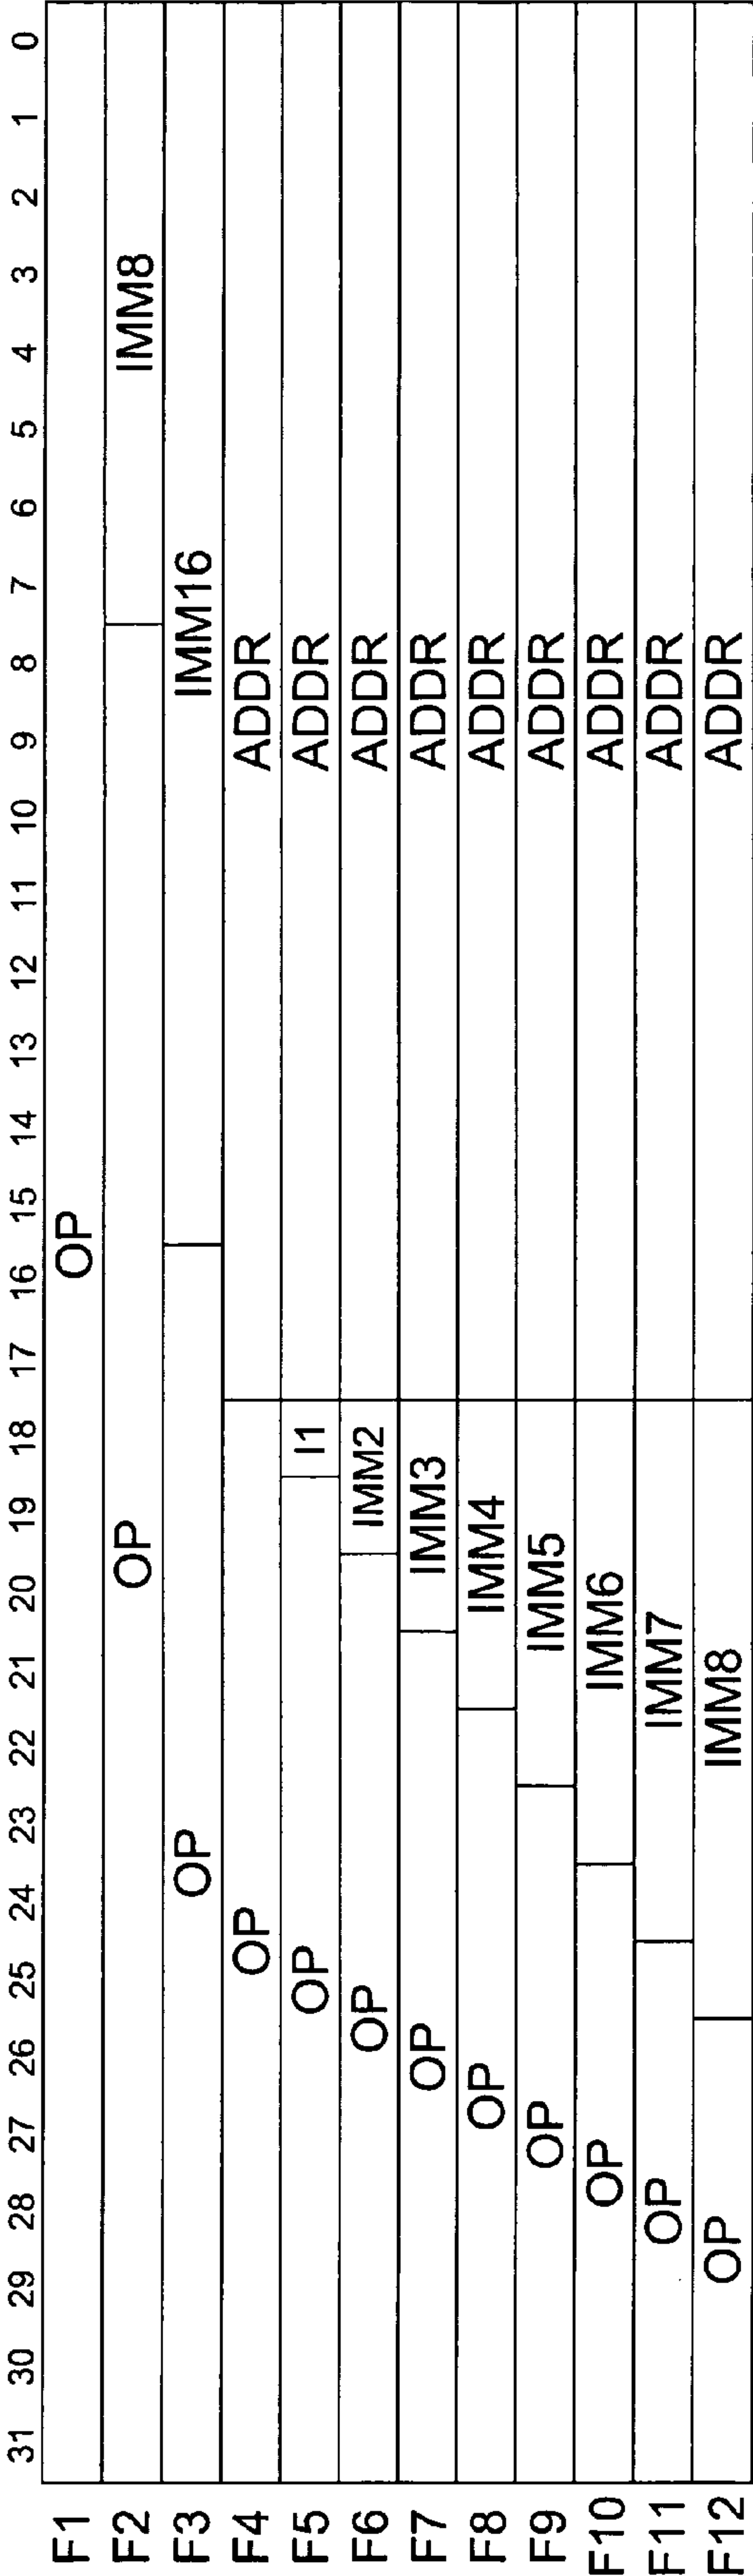 31 30 29 28 27 26 25 24 23 22 21 20 19 18 17 16 15 14 13 12 11 10 9 8 7 6 5 4 3 2 1 0
F1 OP
F2 OP IMM8
F3 OP IMM16
F4 OP ADDR
F5 OP I1 ADDR
F6 OP IMM2 ADDR
F7 OP IMM3 ADDR
F8 OP IMM4 ADDR
F9 OP IMM5 ADDR
F10 OP IMM6 ADDR
F11 OP IMM7 ADDR
F12 OP IMM8 ADDR